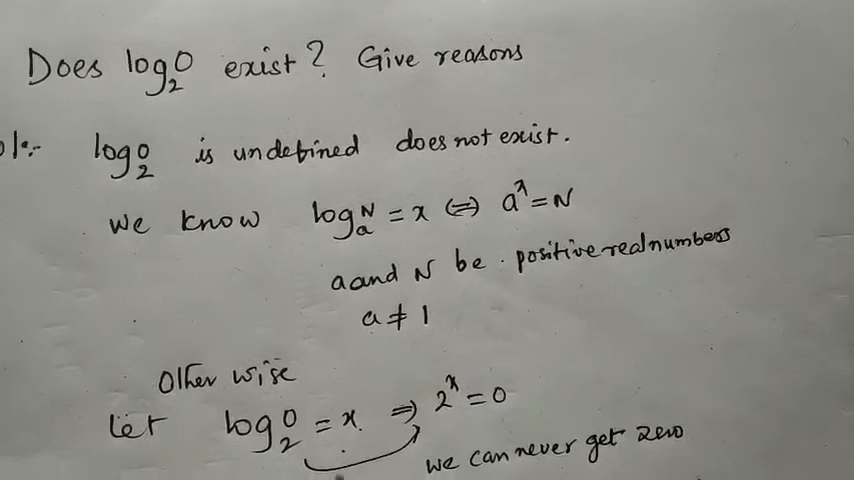 Does log₂0 exist? Give reasons
ol:- log₂0 is undefined does not exist.
We know logₐN = x ⇔ aˣ = N
a and N be positive real numbers
a ≠ 1
Other wise
Let log₂0 = x. ⇒ 2ˣ = 0
we can never get zero